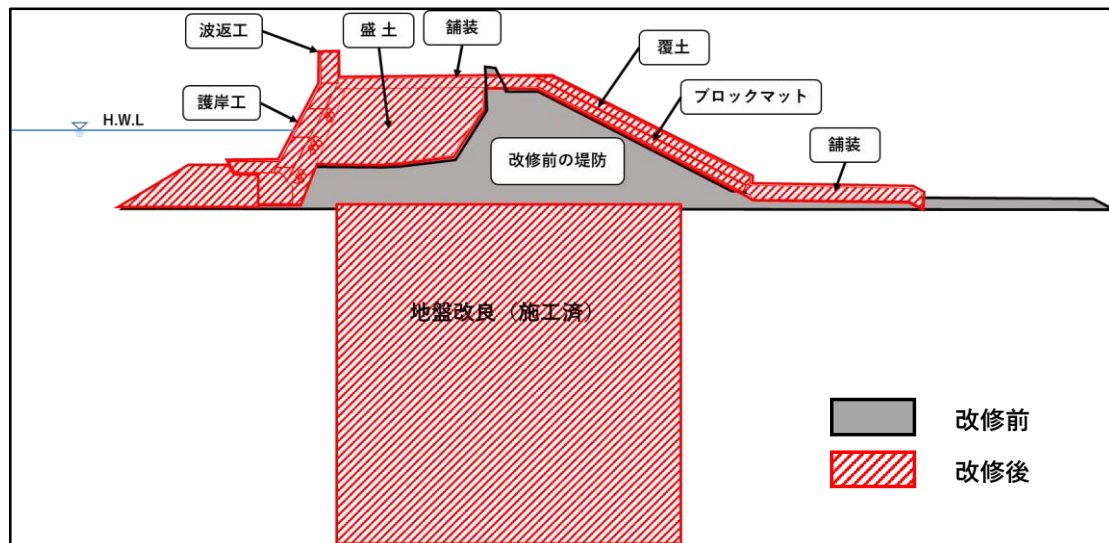 波返工
盛 土
舗装
覆土
護岸工
H.W.L
ブロックマット
改修前の堤防
舗装
地盤改良（施工済）
改修前
改修後